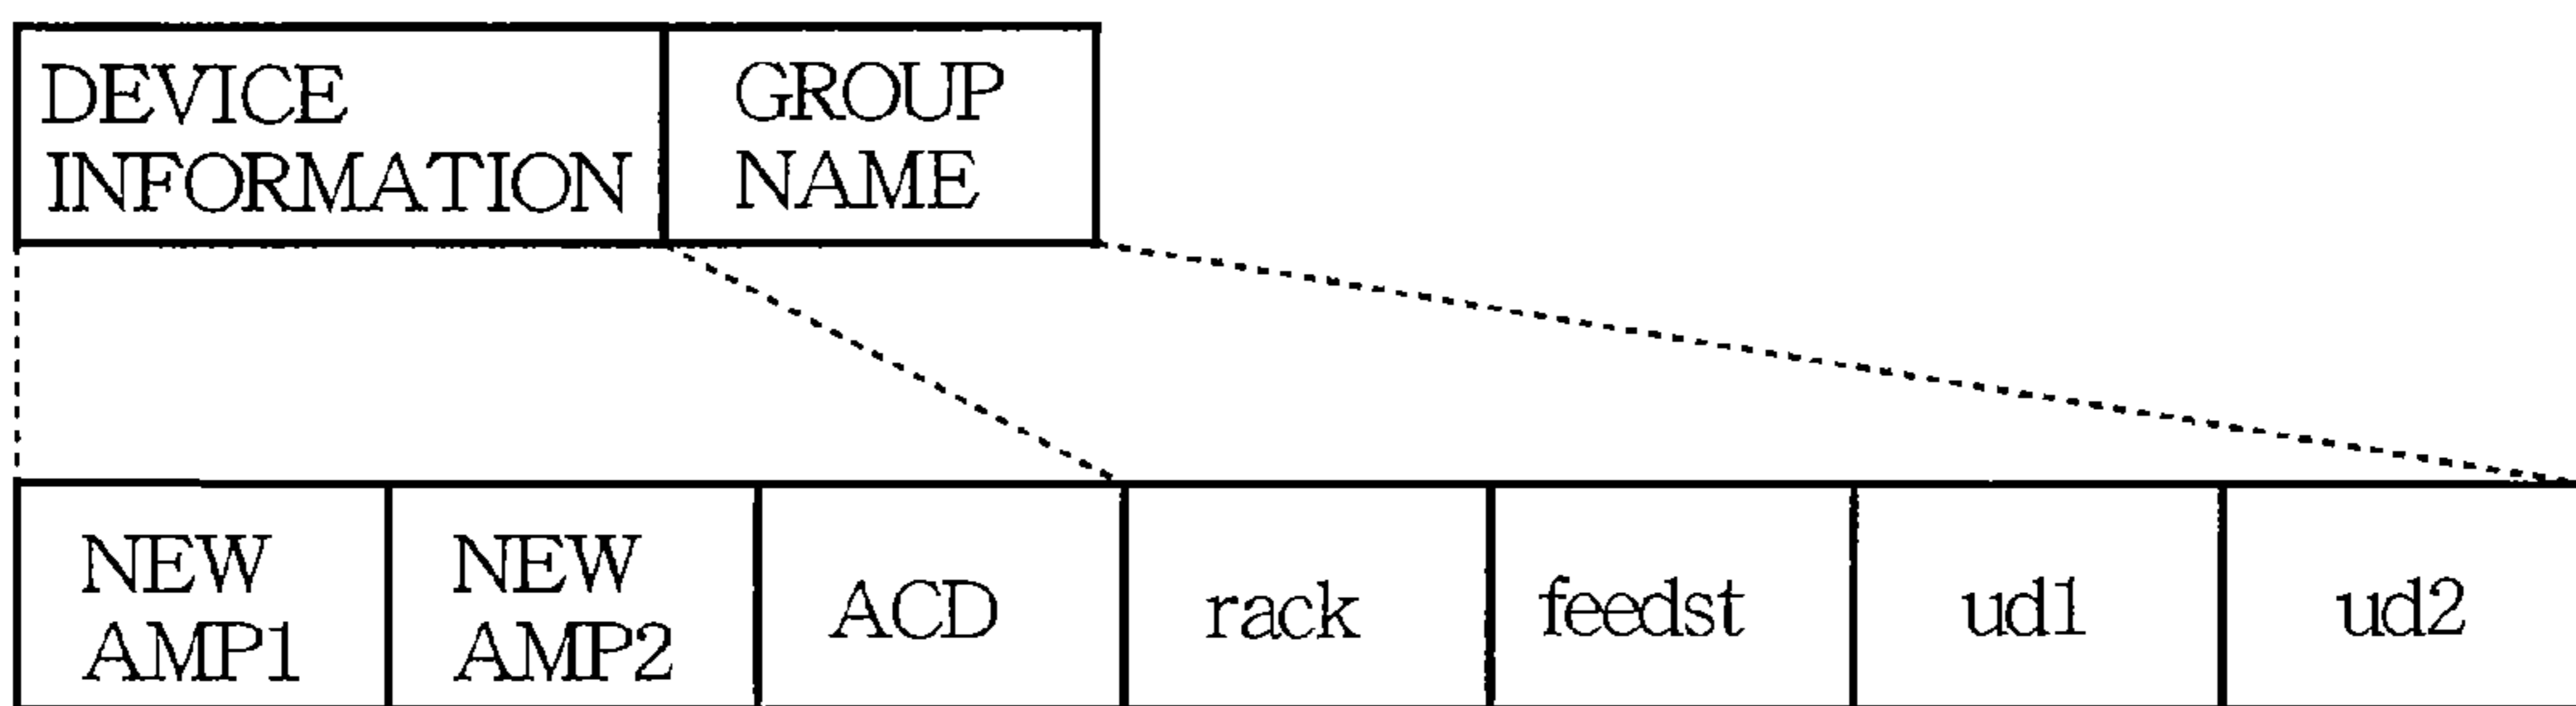 DEVICE
INFORMATION
GROUP
NAME
NEW
AMP1
NEW
AMP2
ACD
rack
feedst
ud1
ud2